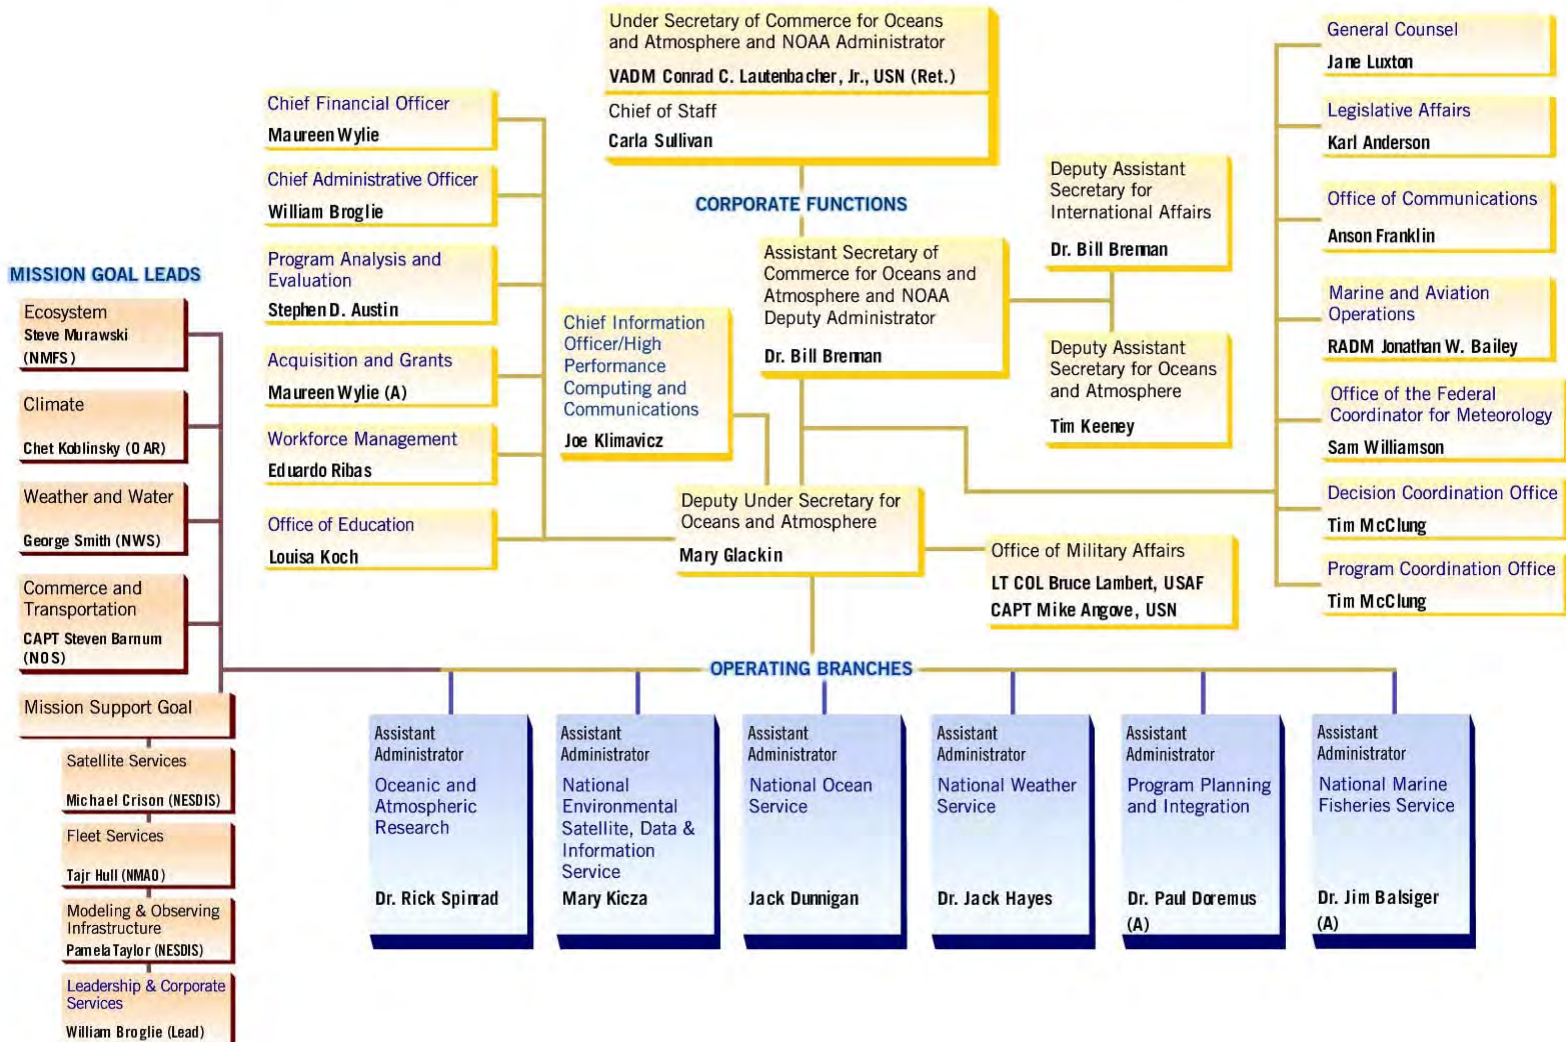 Under Secretary of Commerce for Oceans
and Atmosphere and NOAA Administrator
VADM Conrad C. Lautenbacher, Jr., USN (Ret.)
Chief of Staff
Carla Sullivan
CORPORATE FUNCTIONS
Assistant Secretary of
Commerce for Oceans and
Atmosphere and NOAA
Deputy Administrator
Dr. Bill Brennan
Deputy Assistant
Secretary for
International Affairs
Dr. Bill Brennan
Deputy Assistant
Secretary for Oceans
and Atmosphere
Tim Keeney
General Counsel
Jane Luxton
Legislative Affairs
Karl Anderson
Office of Communications
Anson Franklin
Marine and Aviation
Operations
RADM Jonathan W. Bailey
Office of the Federal
Coordinator for Meteorology
Sam Williamson
Decision Coordination Office
Tim McClung
Program Coordination Office
Tim McClung
Chief Financial Officer
Maureen Wylie
Chief Administrative Officer
William Broglie
Program Analysis and
Evaluation
Stephen D. Austin
Acquisition and Grants
Maureen Wylie (A)
Workforce Management
Eduardo Ribas
Office of Education
Louisa Koch
Chief Information
Officer/High
Performance
Computing and
Communications
Joe Klimavicz
Deputy Under Secretary for
Oceans and Atmosphere
Mary Glackin
Office of Military Affairs
LT COL Bruce Lambert, USAF
CAPT Mike Angove, USN
MISSION GOAL LEADS
Ecosystem
Steve Murawski
(NMFS)
Climate
Chet Koblinsky (OAR)
Weather and Water
George Smith (NWS)
Commerce and
Transportation
CAPT Steven Barnum
(NOS)
Mission Support Goal
Satellite Services
Michael Crison (NESDIS)
Fleet Services
Tajr Hull (NMAO)
Modeling & Observing
Infrastructure
Pamela Taylor (NESDIS)
Leadership & Corporate
Services
William Broglie (Lead)
OPERATING BRANCHES
Assistant
Administrator
Oceanic and
Atmospheric
Research
Dr. Rick Spinrad
Assistant
Administrator
National
Environmental
Satellite, Data &
Information
Service
Mary Kicza
Assistant
Administrator
National Ocean
Service
Jack Dunnigan
Assistant
Administrator
National Weather
Service
Dr. Jack Hayes
Assistant
Administrator
Program Planning
and Integration
Dr. Paul Doremus
(A)
Assistant
Administrator
National Marine
Fisheries Service
Dr. Jim Balsiger
(A)